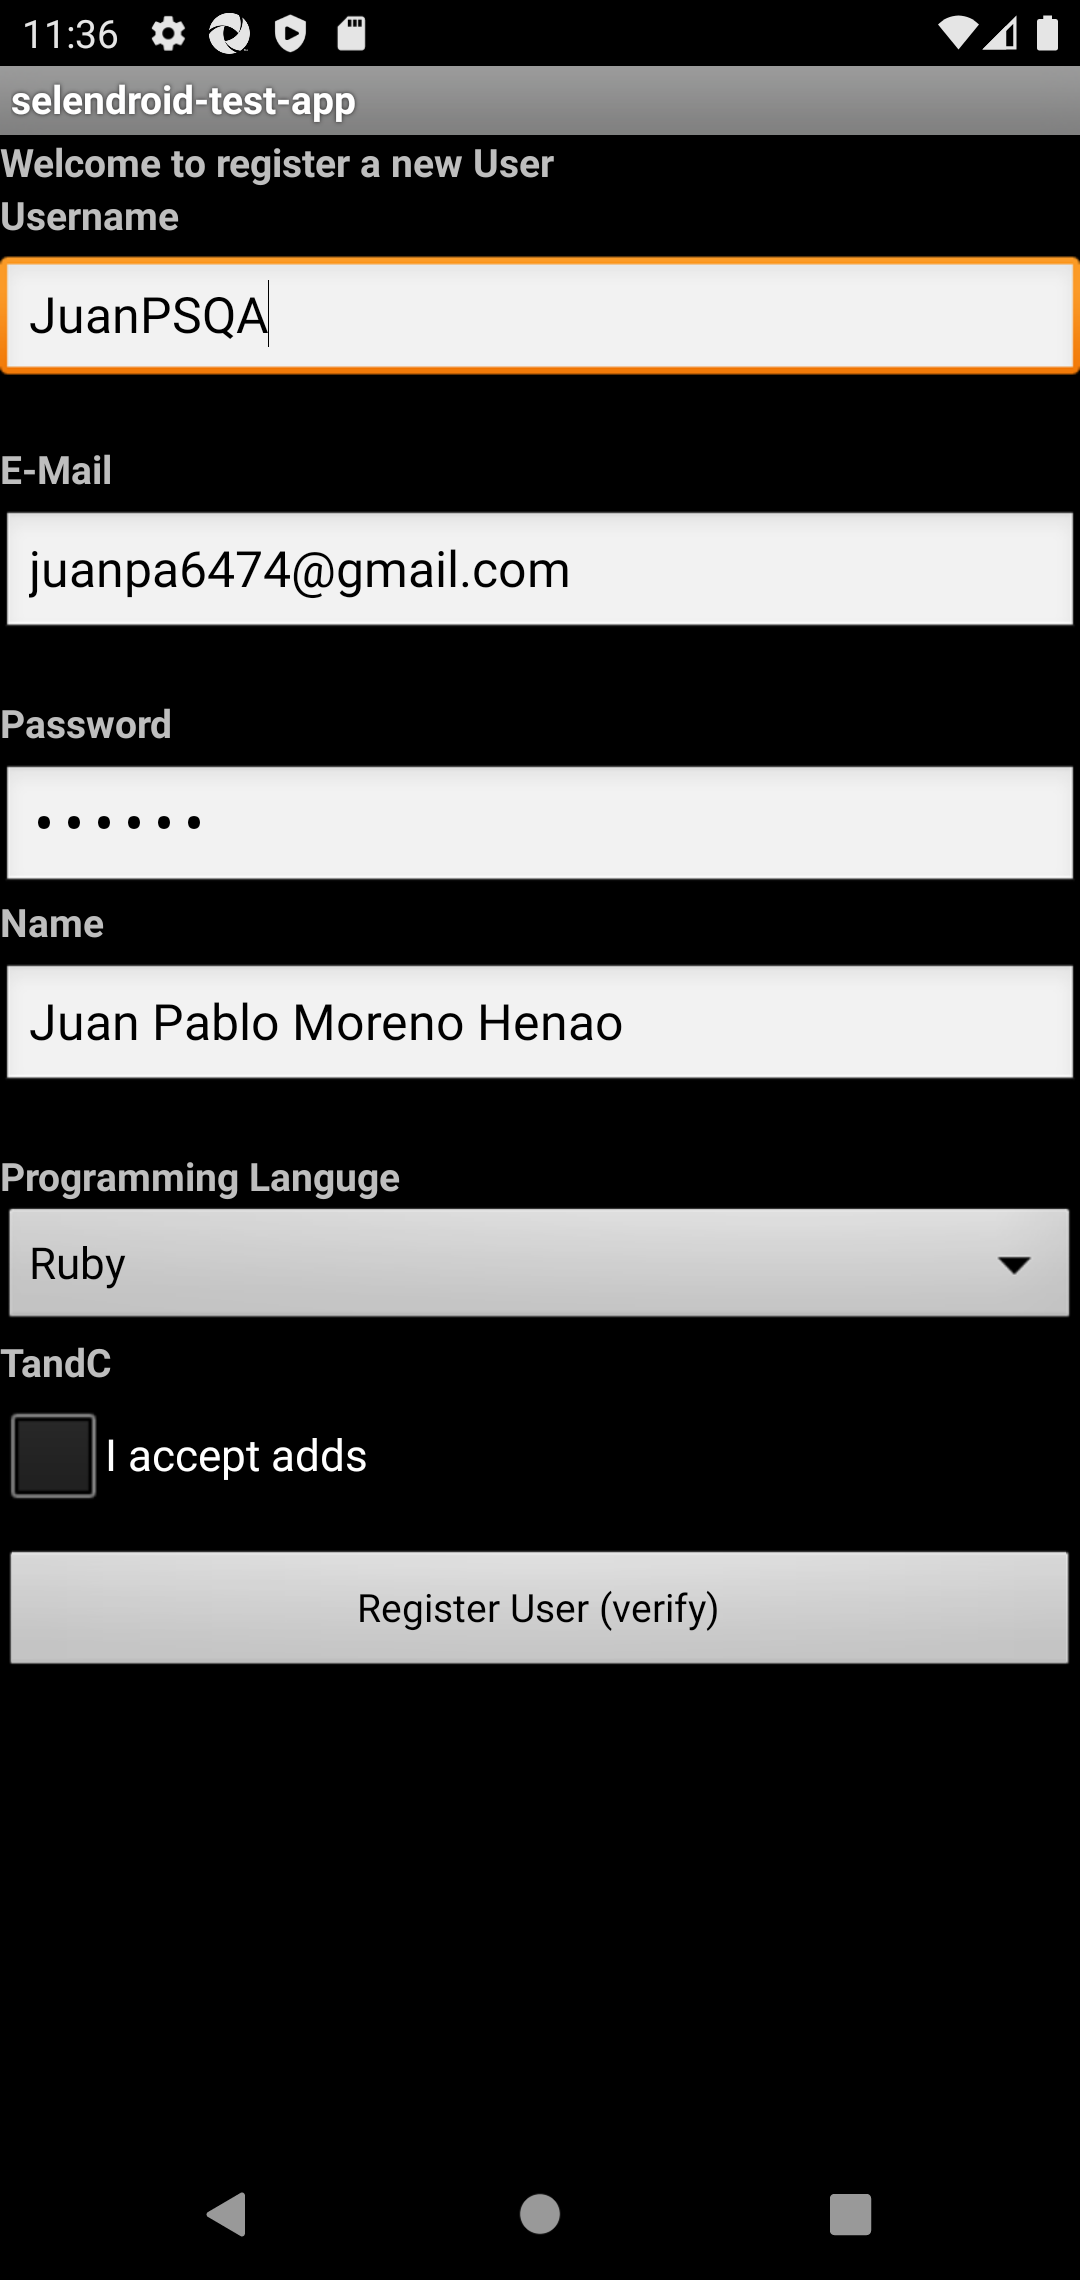 11:36
selendroid-test-app
Welcome to register a new User
Username
JuanPSQA
E-Mail
juanpa6474@gmail.com
Password
••••••
Name
Juan Pablo Moreno Henao
Programming Languge
Ruby
TandC
I accept adds
Register User (verify)